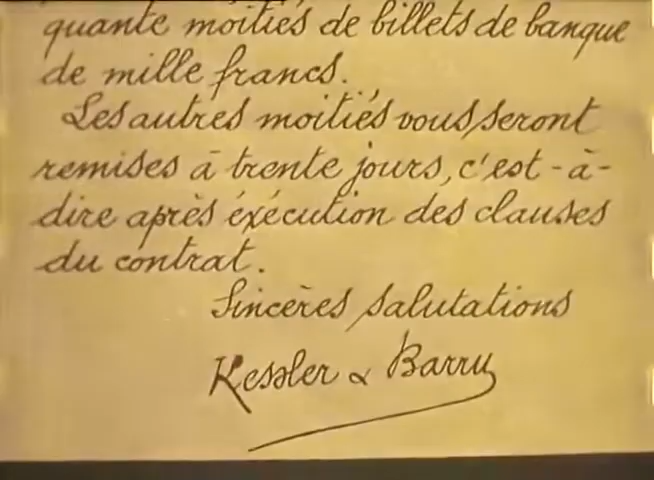 quante moitiés de billets de banque
de mille francs.
Les autres moitiés vous seront
remises à trente jours, c'est-à-
dire après éxécution des clauses
du contrat.
Sincères salutations
Kessler & Barry